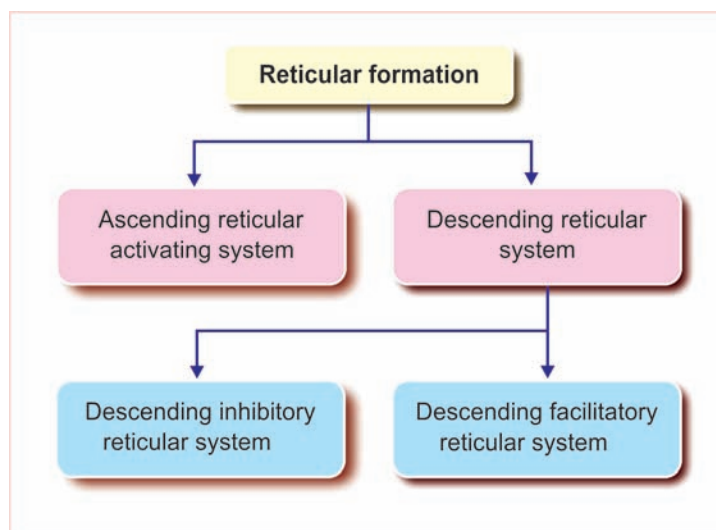 Reticular formation
Ascending reticular
activating system
Descending reticular
system
Descending inhibitory
reticular system
Descending facilitatory
reticular system